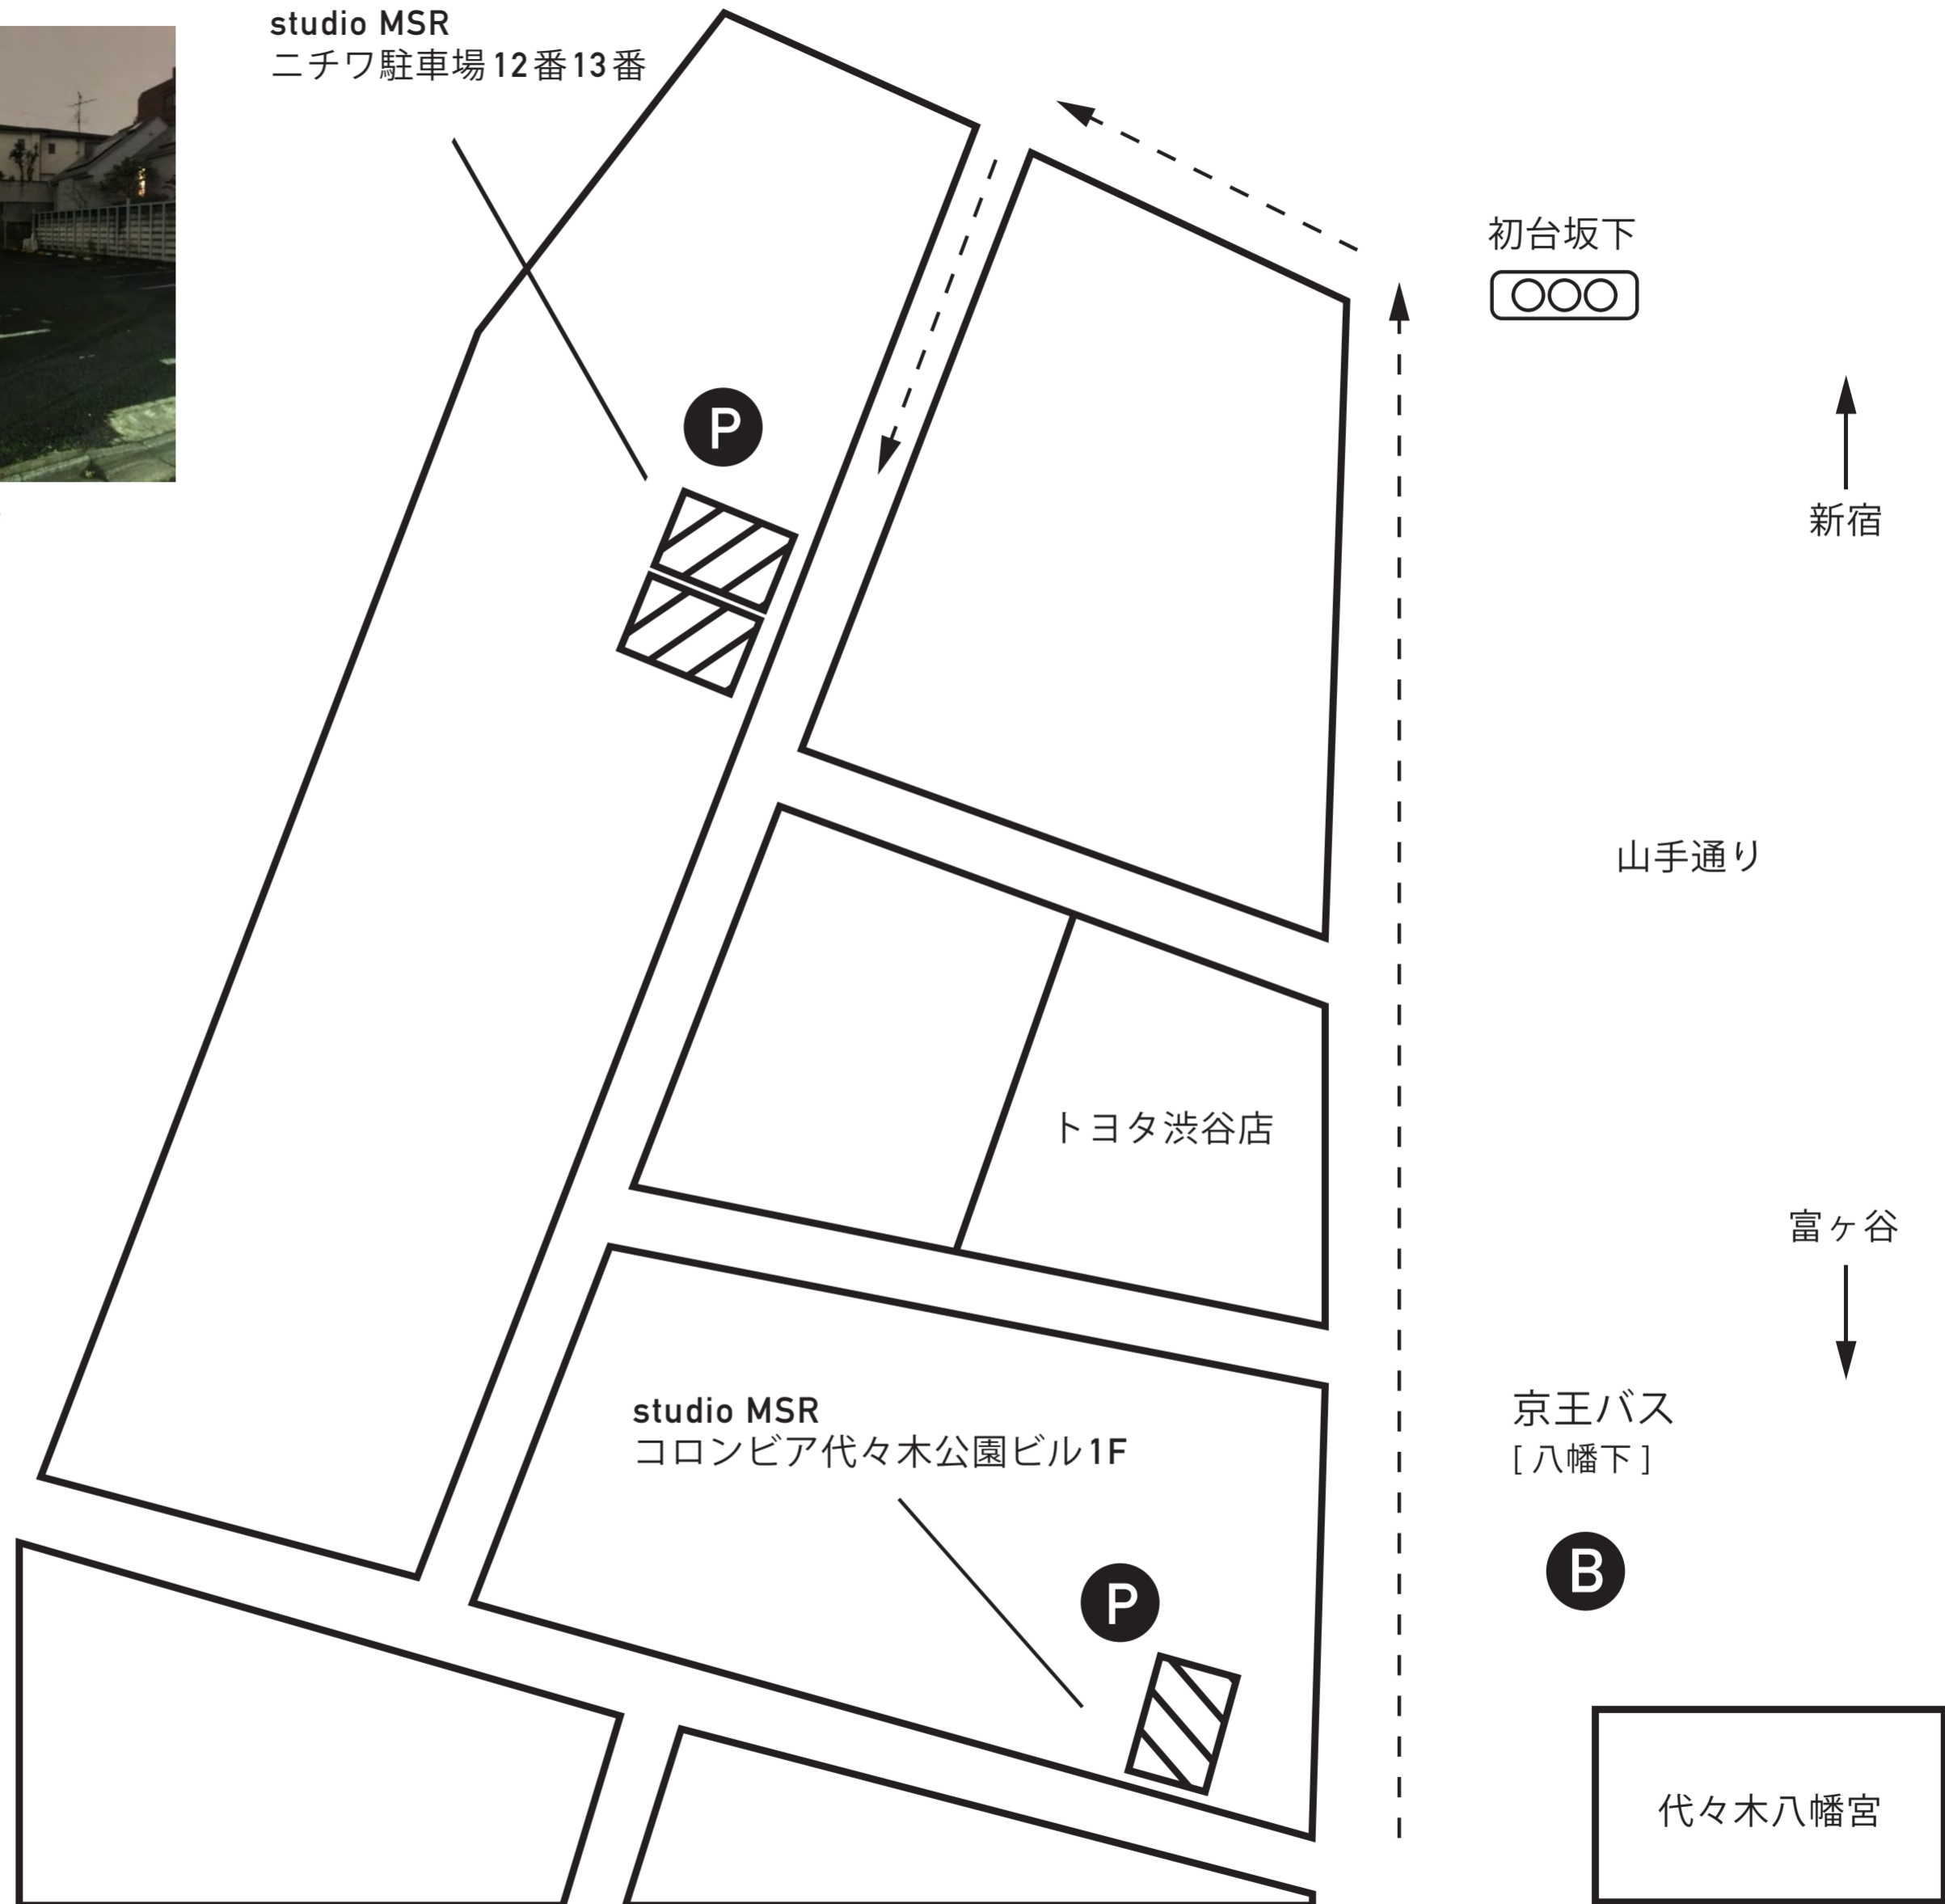 studio MSR
ニチワ駐車場12番13番
初台坂下
P
新宿
山手通り
トヨタ渋谷店
富ヶ谷
studio MSR
コロンビア代々木公園ビル1F
京王バス
[ 八幡下 ]
P
B
代々木八幡宮